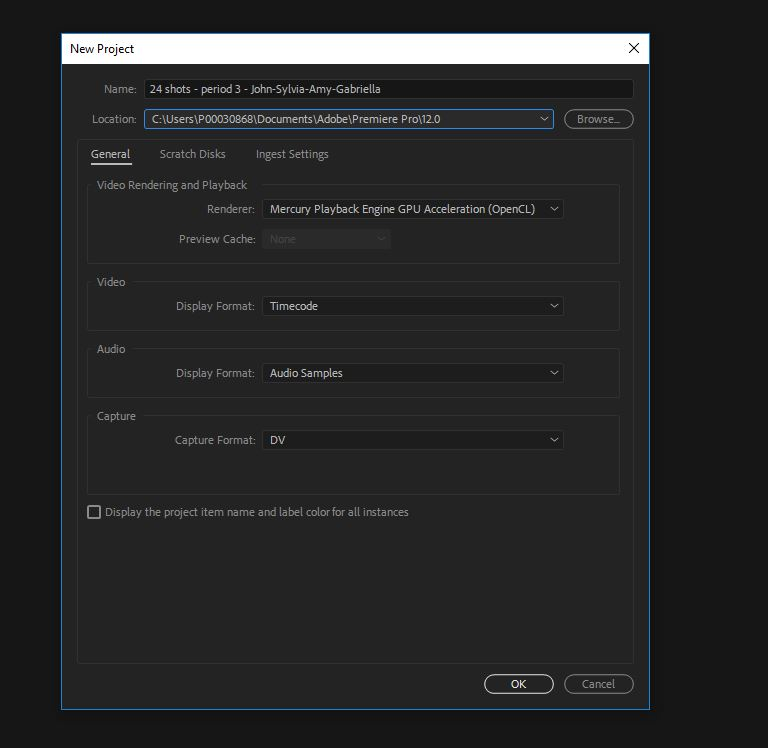 New Project
Name: 24 shots - period 3 - John-Sylvia-Amy-Gabriella
Location: C:\Users\P00030868\Documents\Adobe\Premiere Pro\12.0 Browse...
General Scratch Disks Ingest Settings
Video Rendering and Playback
Renderer: Mercury Playback Engine GPU Acceleration (OpenCL)
Preview Cache: None
Video
Display Format: Timecode
Audio
Display Format: Audio Samples
Capture
Capture Format: DV
Display the project item name and label color for all instances
OK Cancel